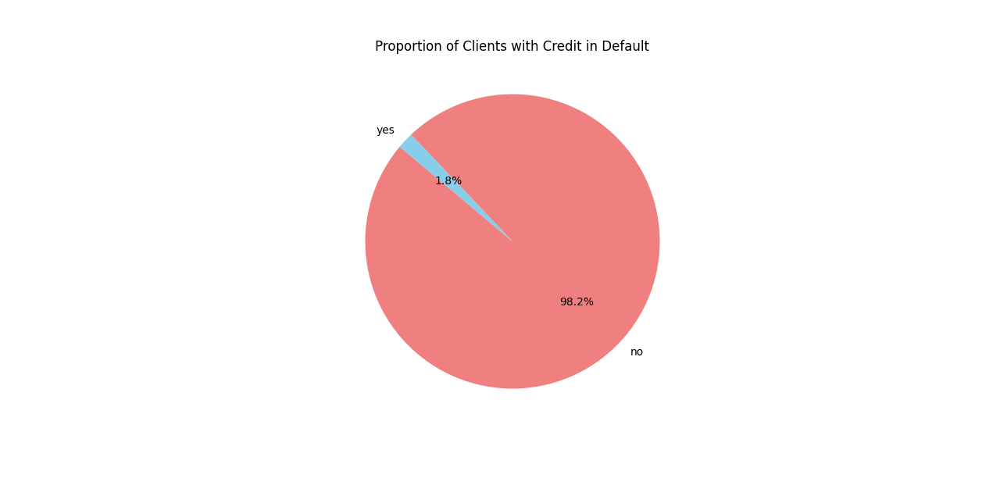 Proportion of Clients with Credit in Default
yes
1.8%
98.2%
no